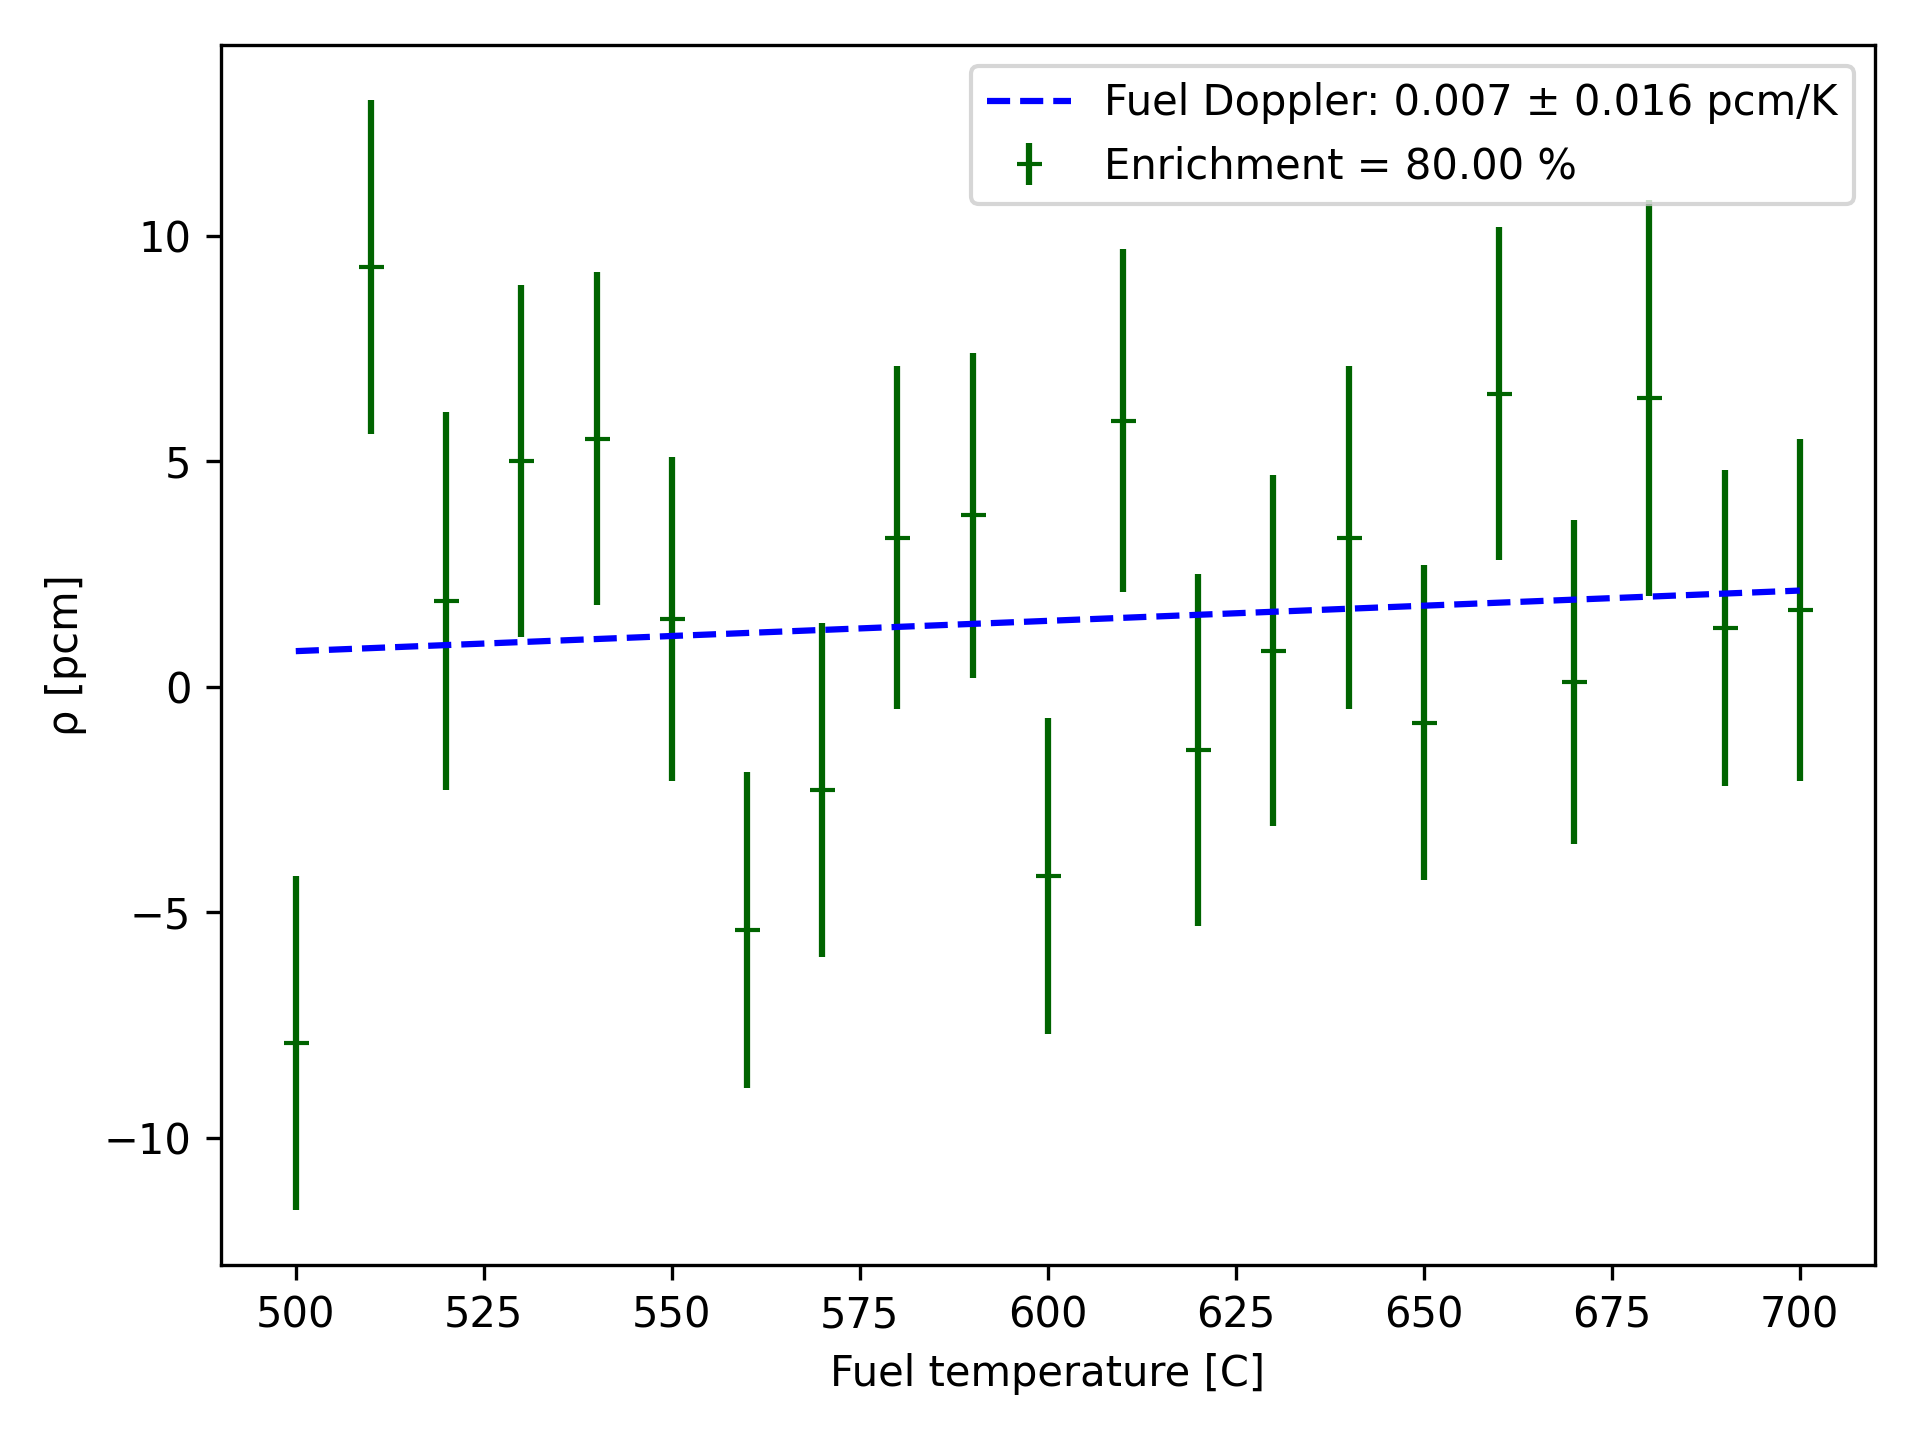 Fuel Doppler: 0.007 ± 0.016 pcm/K
Enrichment = 80.00 %
10
5
0
−5
−10
ρ [pcm]
500 525 550 575 600 625 650 675 700
Fuel temperature [C]